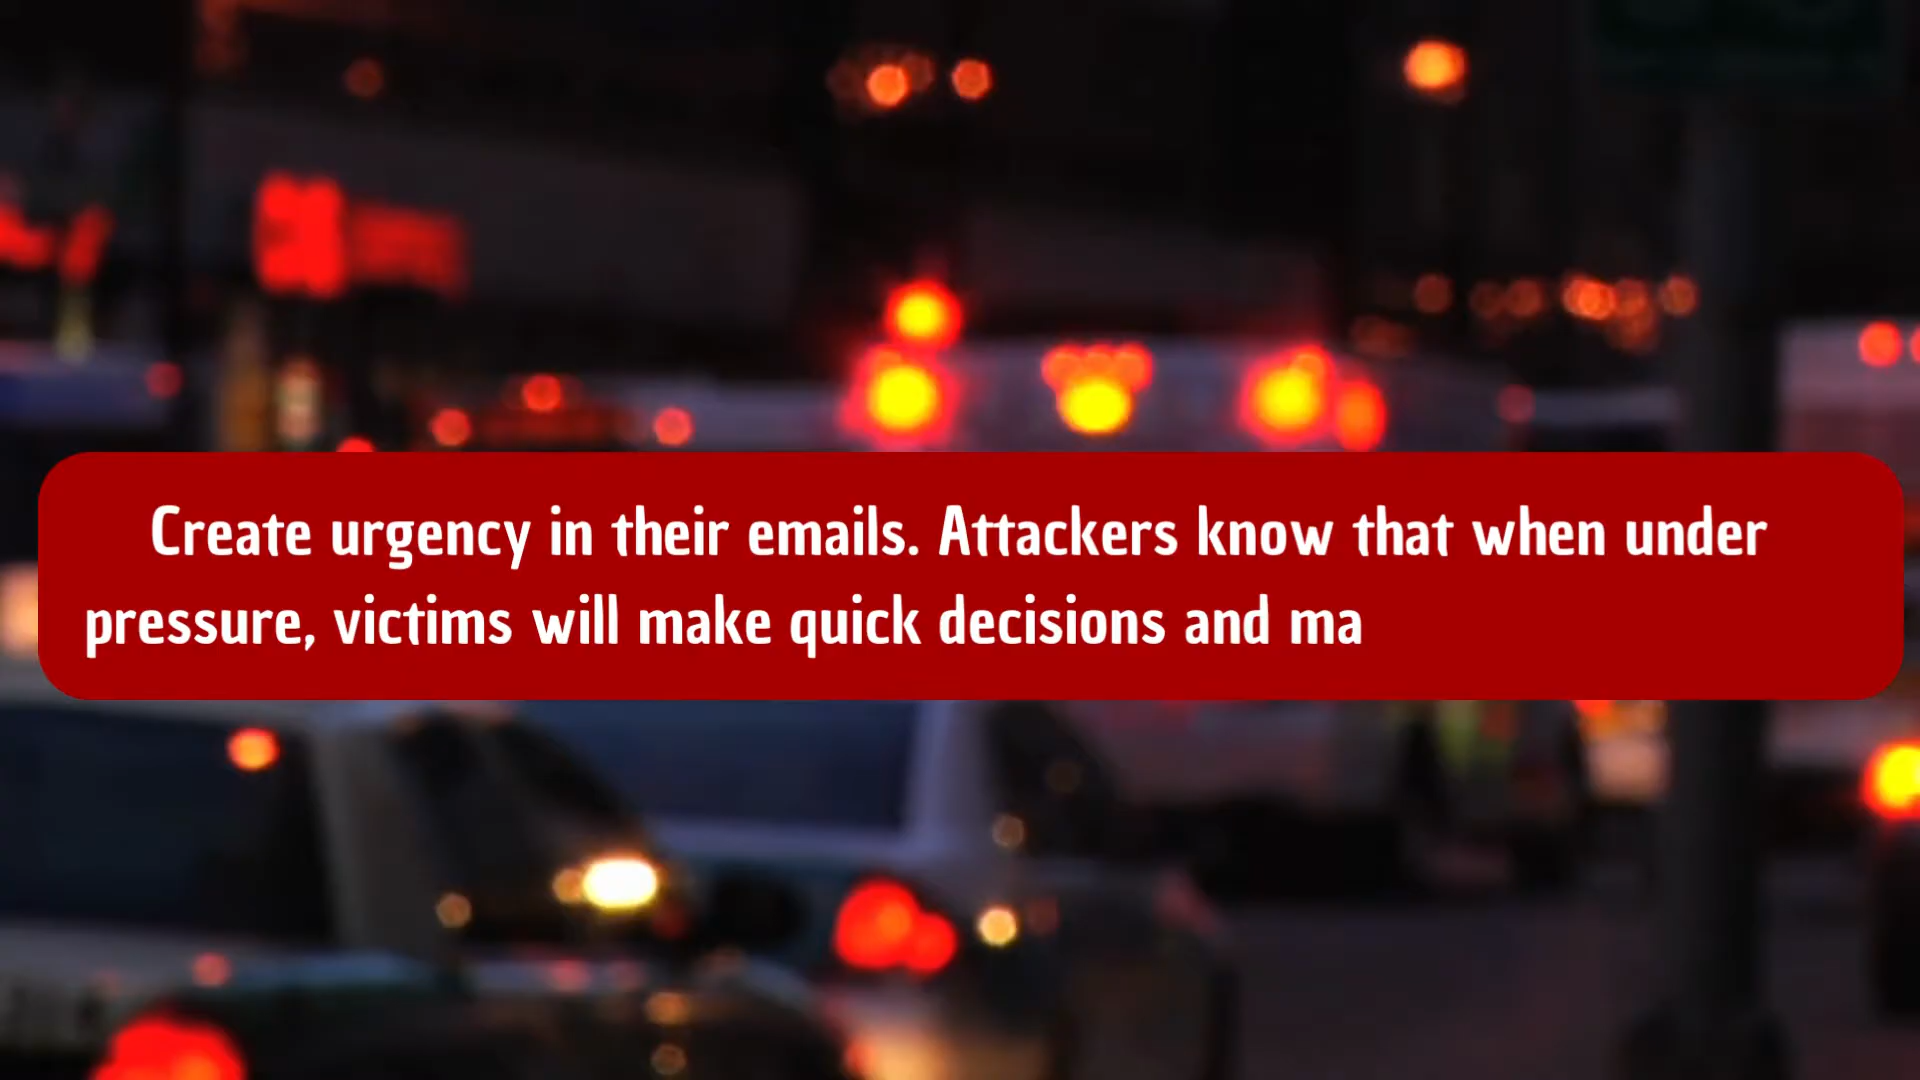 Create urgency in their emails. Attackers know that when under
pressure, victims will make quick decisions and ma